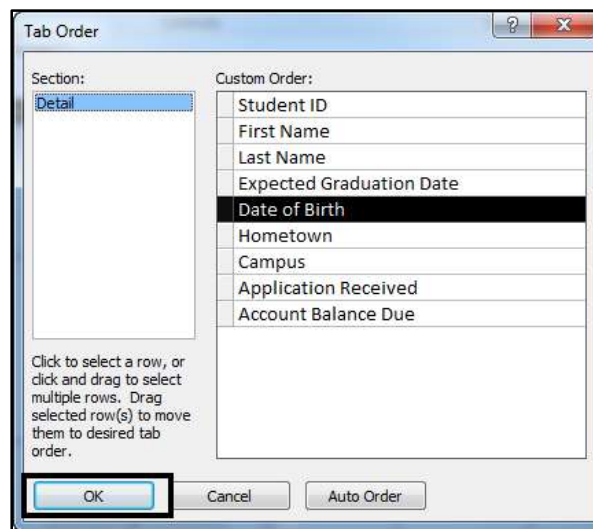 Tab Order
Section:
Detail
Click to select a row, or
click and drag to select
multiple rows. Drag
selected row(s) to move
them to desired tab
order.
Custom Order:
Student ID
First Name
Last Name
Expected Graduation Date
Date of Birth
Hometown
Campus
Application Received
Account Balance Due
OK
Cancel
Auto Order